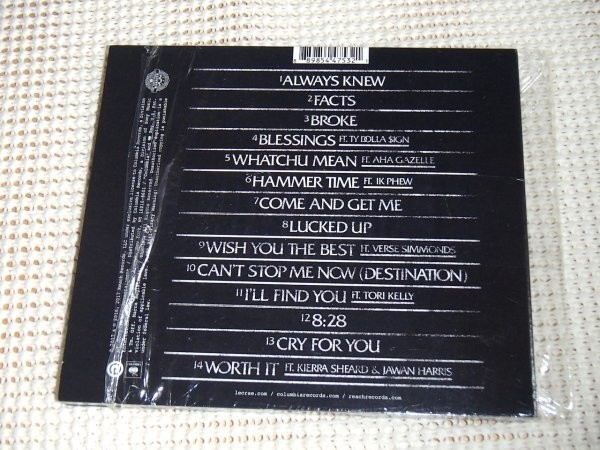 8 89854 47532
1 ALWAYS KNEW
2 FACTS
3 BROKE
4 BLESSINGS FT. TY DOLLA $IGN
5 WHATCHU MEAN FT. AHA GAZELLE
6 HAMMER TIME FT. 1K PHEW
7 COME AND GET ME
8 LUCKED UP
9 WISH YOU THE BEST FT. VERSE SIMMONDS
10 CAN'T STOP ME NOW (DESTINATION)
11 I'LL FIND YOU FT. TORI KELLY
12 8:28
13 CRY FOR YOU
14 WORTH IT FT. KIERRA SHEARD & JAWAN HARRIS
lecrae.com / columbiarecords.com / reachrecords.com